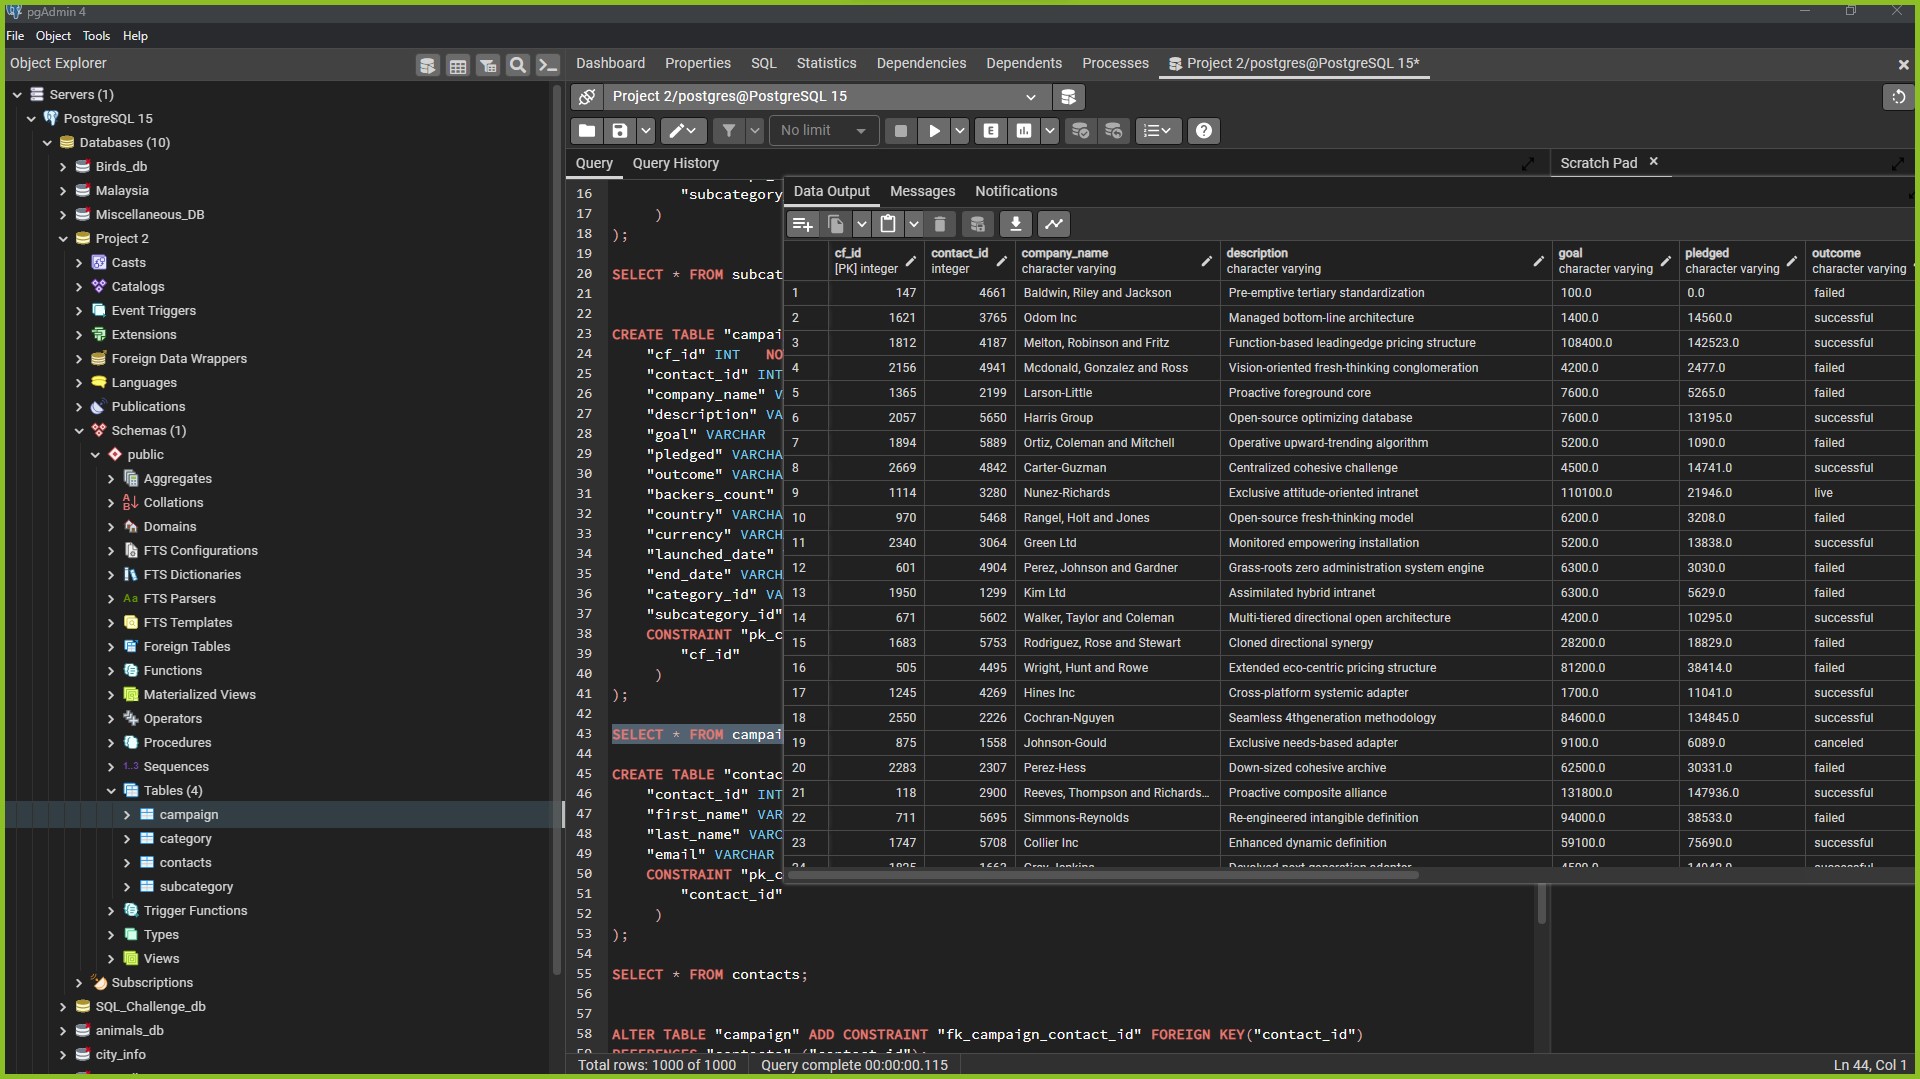 pgAdmin 4
File Object Tools Help
Object Explorer
Servers (1)
PostgreSQL 15
Databases (10)
Birds_db
Malaysia
Miscellaneous_DB
Project 2
Casts
Catalogs
Event Triggers
Extensions
Foreign Data Wrappers
Languages
Publications
Schemas (1)
public
Aggregates
Collations
Domains
FTS Configurations
FTS Dictionaries
Aa FTS Parsers
FTS Templates
Foreign Tables
Functions
Materialized Views
Operators
Procedures
1..3 Sequences
Tables (4)
campaign
category
contacts
subcategory
Trigger Functions
Types
Views
Subscriptions
SQL_Challenge_db
animals_db
city_info
Dashboard Properties SQL Statistics Dependencies Dependents Processes Project 2/postgres@PostgreSQL 15*
Project 2/postgres@PostgreSQL 15
No limit
Query Query History
Scratch Pad
16 "subcategory
17 )
18 );
19
20 SELECT * FROM subcat
21
22
23 CREATE TABLE "campai
24 "cf_id" INT NO
25 "contact_id" INT
26 "company_name" V
27 "description" VA
28 "goal" VARCHAR
29 "pledged" VARCHA
30 "outcome" VARCHA
31 "backers_count"
32 "country" VARCHA
33 "currency" VARCH
34 "launched_date"
35 "end_date" VARCH
36 "category_id" VA
37 "subcategory_id"
38 CONSTRAINT "pk_c
39 "cf_id"
40 )
41 );
42
43 SELECT * FROM campai
44
45 CREATE TABLE "contac
46 "contact_id" INT
47 "first_name" VAR
48 "last_name" VARC
49 "email" VARCHAR
50 CONSTRAINT "pk_c
51 "contact_id"
52 )
53 );
54
55 SELECT * FROM contacts;
56
57
58 ALTER TABLE "campaign" ADD CONSTRAINT "fk_campaign_contact_id" FOREIGN KEY("contact_id")
Data Output Messages Notifications
cf_id contact_id company_name description goal pledged outcome
[PK] integer integer character varying character varying character varying character varying character varying
1 147 4661 Baldwin, Riley and Jackson Pre-emptive tertiary standardization 100.0 0.0 failed
2 1621 3765 Odom Inc Managed bottom-line architecture 1400.0 14560.0 successful
3 1812 4187 Melton, Robinson and Fritz Function-based leadingedge pricing structure 108400.0 142523.0 successful
4 2156 4941 Mcdonald, Gonzalez and Ross Vision-oriented fresh-thinking conglomeration 4200.0 2477.0 failed
5 1365 2199 Larson-Little Proactive foreground core 7600.0 5265.0 failed
6 2057 5650 Harris Group Open-source optimizing database 7600.0 13195.0 successful
7 1894 5889 Ortiz, Coleman and Mitchell Operative upward-trending algorithm 5200.0 1090.0 failed
8 2669 4842 Carter-Guzman Centralized cohesive challenge 4500.0 14741.0 successful
9 1114 3280 Nunez-Richards Exclusive attitude-oriented intranet 110100.0 21946.0 live
10 970 5468 Rangel, Holt and Jones Open-source fresh-thinking model 6200.0 3208.0 failed
11 2340 3064 Green Ltd Monitored empowering installation 5200.0 13838.0 successful
12 601 4904 Perez, Johnson and Gardner Grass-roots zero administration system engine 6300.0 3030.0 failed
13 1950 1299 Kim Ltd Assimilated hybrid intranet 6300.0 5629.0 failed
14 671 5602 Walker, Taylor and Coleman Multi-tiered directional open architecture 4200.0 10295.0 successful
15 1683 5753 Rodriguez, Rose and Stewart Cloned directional synergy 28200.0 18829.0 failed
16 505 4495 Wright, Hunt and Rowe Extended eco-centric pricing structure 81200.0 38414.0 failed
17 1245 4269 Hines Inc Cross-platform systemic adapter 1700.0 11041.0 successful
18 2550 2226 Cochran-Nguyen Seamless 4thgeneration methodology 84600.0 134845.0 successful
19 875 1558 Johnson-Gould Exclusive needs-based adapter 9100.0 6089.0 canceled
20 2283 2307 Perez-Hess Down-sized cohesive archive 62500.0 30331.0 failed
21 118 2900 Reeves, Thompson and Richards... Proactive composite alliance 131800.0 147936.0 successful
22 711 5695 Simmons-Reynolds Re-engineered intangible definition 94000.0 38533.0 failed
23 1747 5708 Collier Inc Enhanced dynamic definition 59100.0 75690.0 successful
Total rows: 1000 of 1000 Query complete 00:00:00.115 Ln 44, Col 1